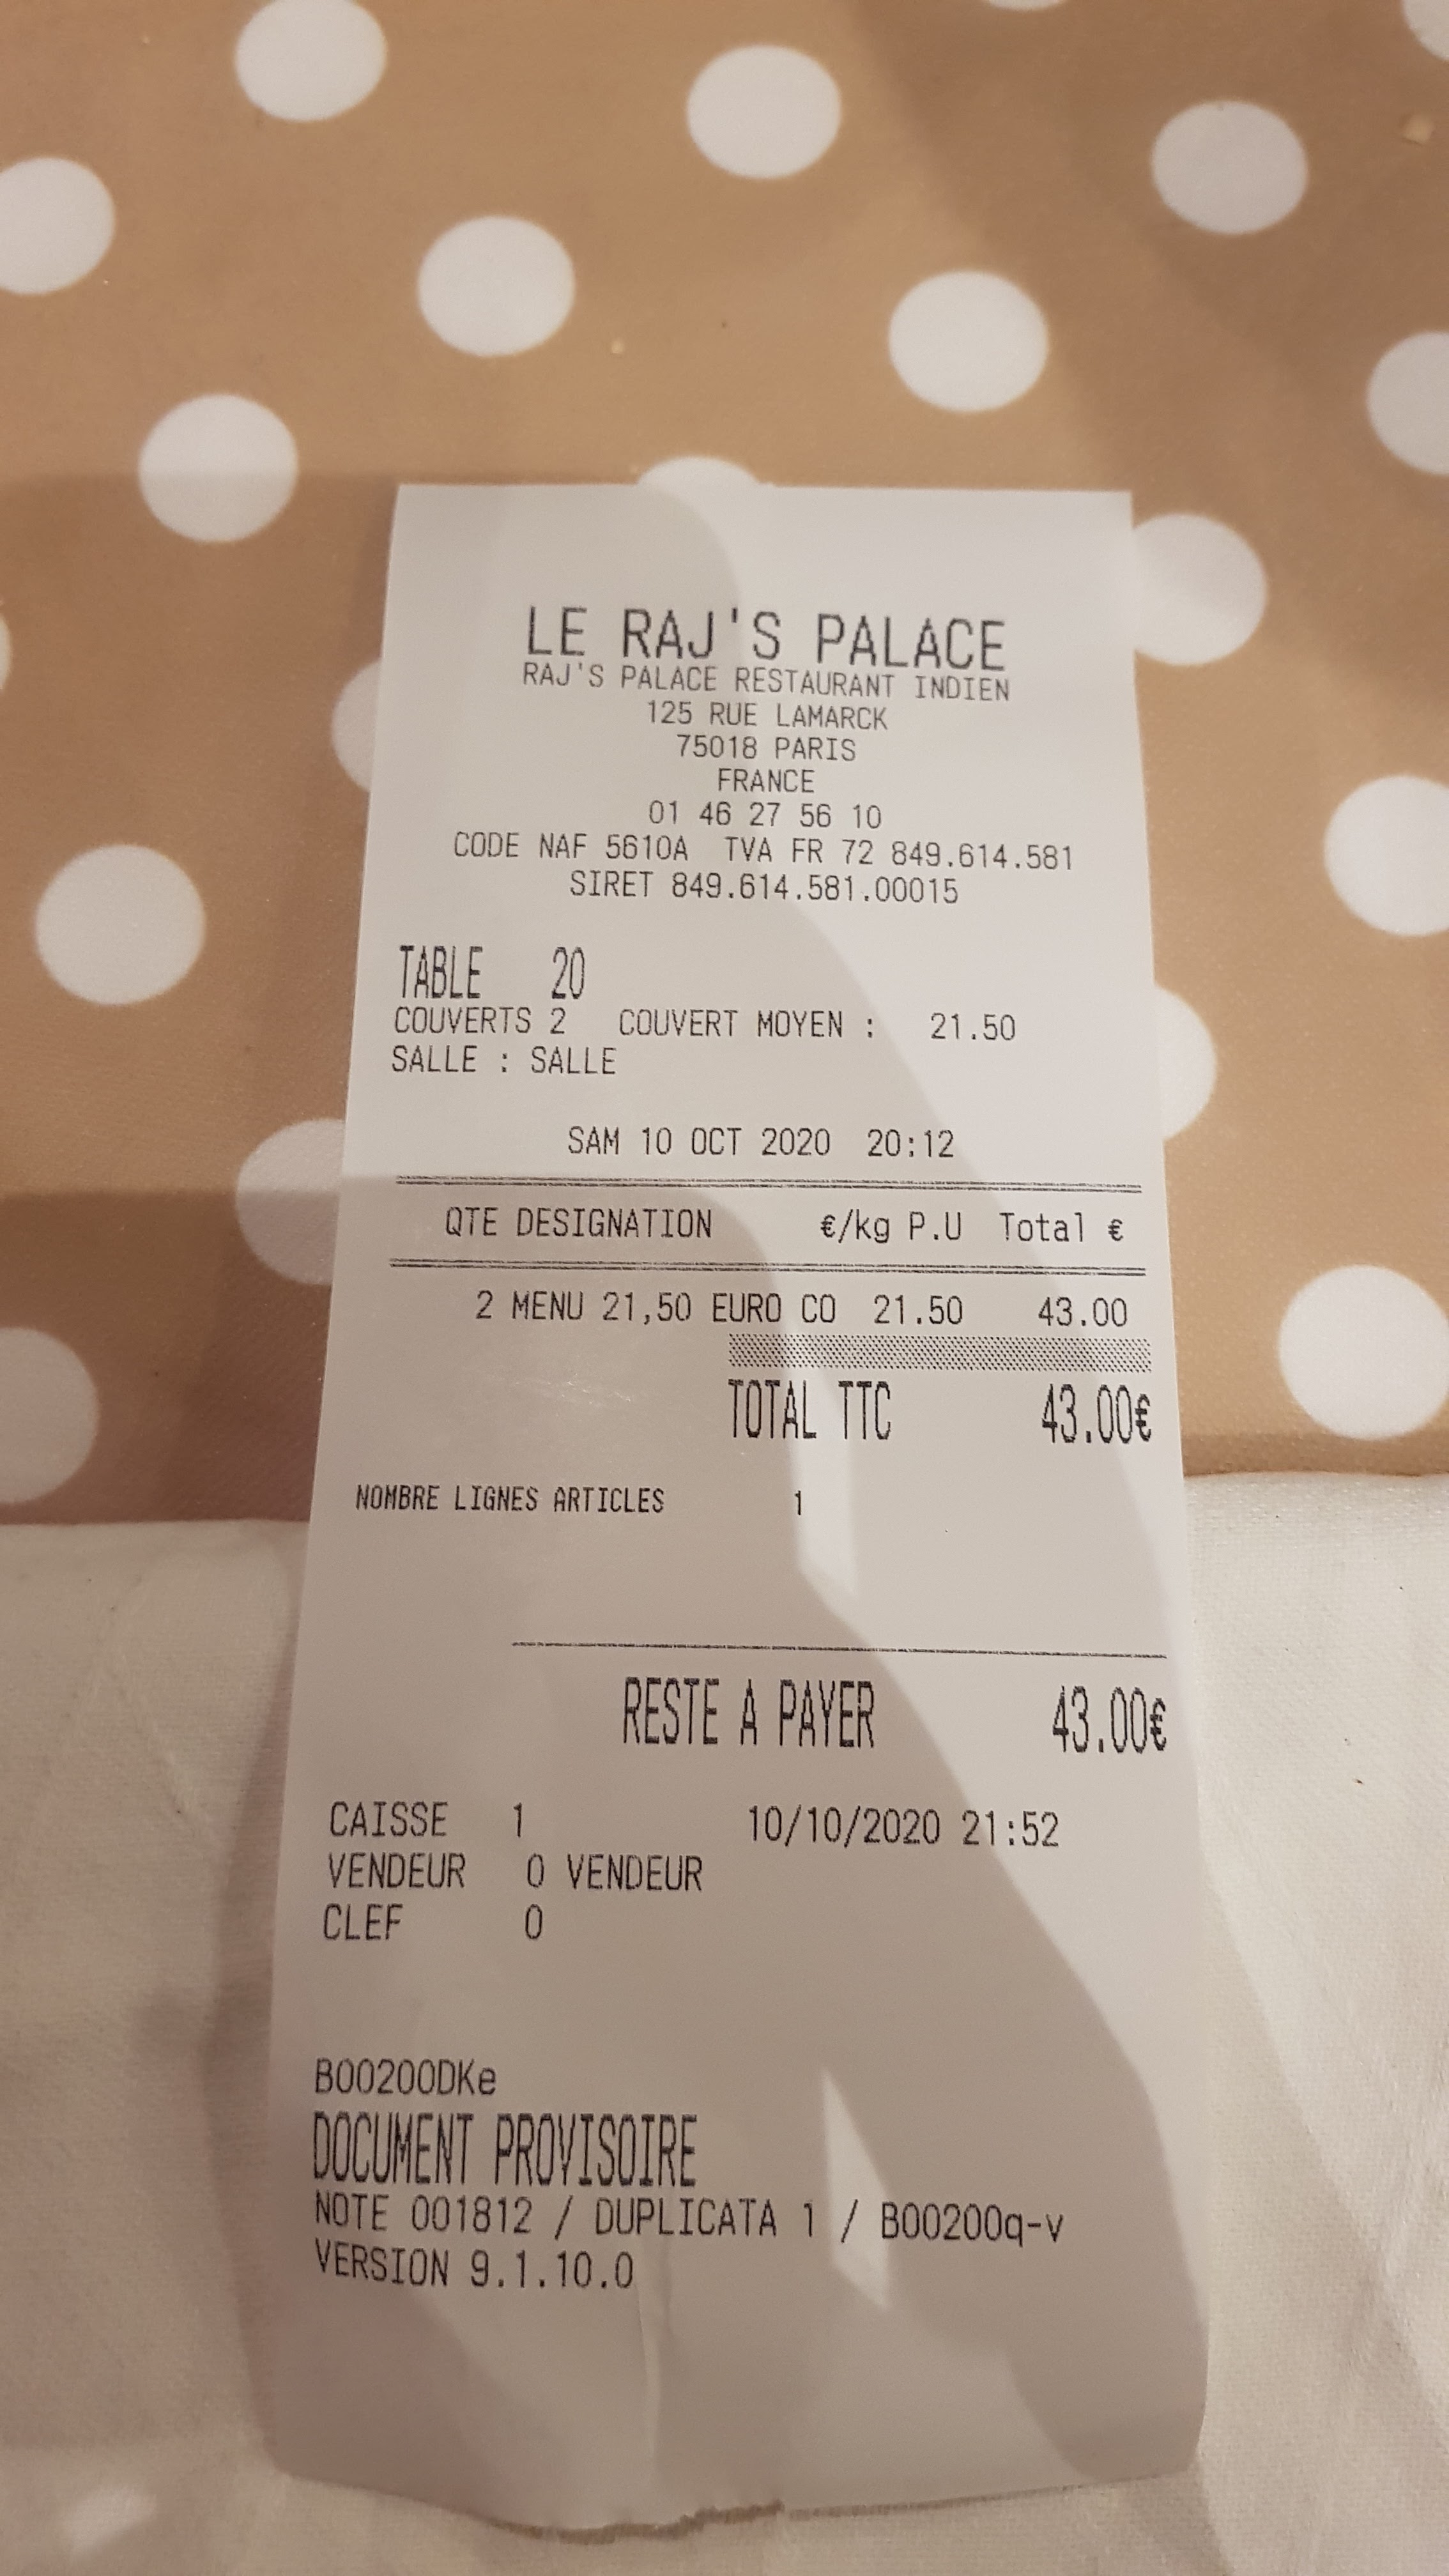 LE RAJ'S PALACE
RAJ'S PALACE RESTAURANT INDIEN
125 RUE LAMARCK
75018 PARIS
FRANCE
01 46 27 56 10
CODE NAF 5610A TVA FR 72 849.614.581
SIRET 849.614.581.00015
TABLE 20
COUVERTS 2 COUVERT MOYEN : 21.50
SALLE : SALLE
SAM 10 OCT 2020 20:12
QTE DESIGNATION €/kg P.U Total €
2 MENU 21,50 EURO CO 21.50 43.00
TOTAL TTC 43.00€
NOMBRE LIGNES ARTICLES 1
RESTE A PAYER 43.00€
CAISSE 1 10/10/2020 21:52
VENDEUR 0 VENDEUR
CLEF 0
B00200DKe
DOCUMENT PROVISOIRE
NOTE 001812 / DUPLICATA 1 / B00200q-v
VERSION 9.1.10.0